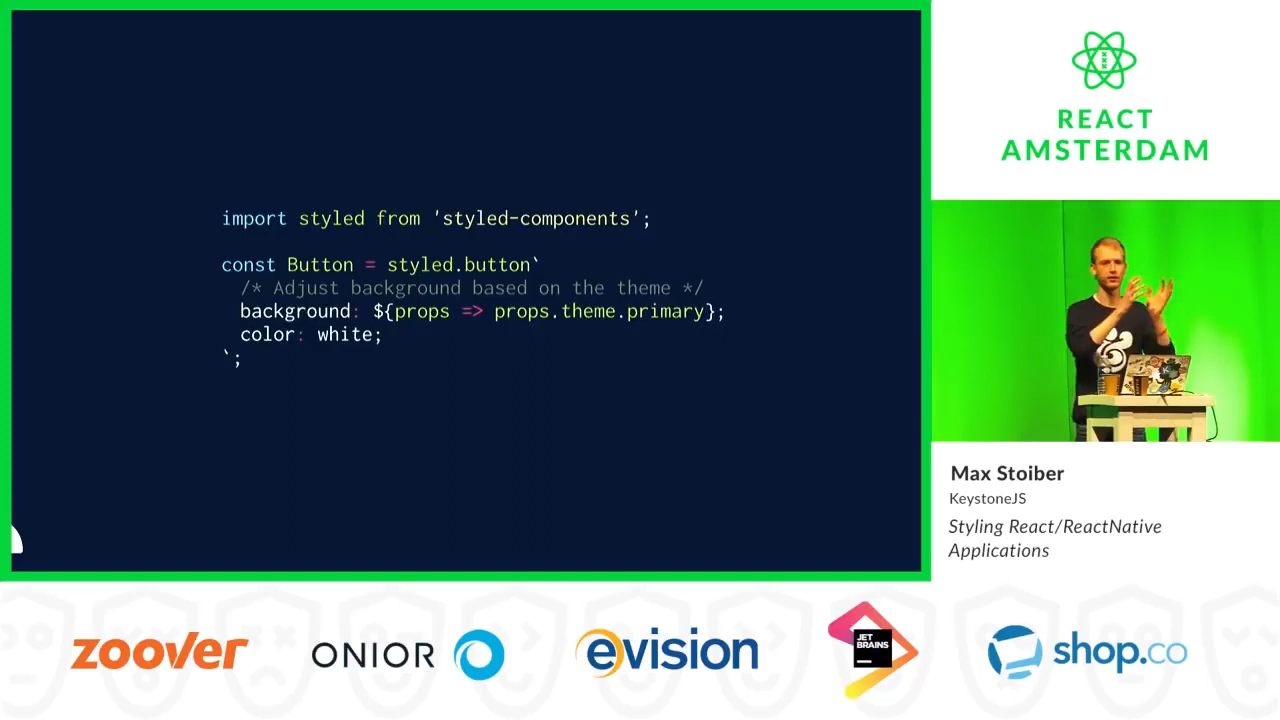 import styled from 'styled-components';
const Button = styled.button`
/* Adjust background based on the theme */
background: ${props => props.theme.primary};
color: white;
`;
REACT
AMSTERDAM
&
Max Stoiber
KeystoneJS
Styling React/ReactNative
Applications
zoover
ONIOR
evision
JET
BRAINS
shop.co